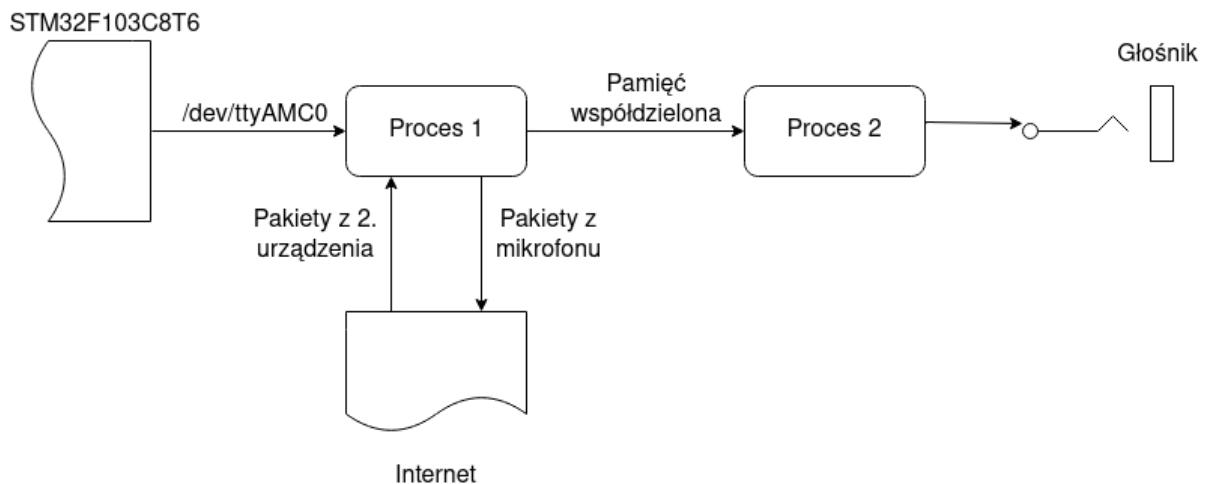 STM32F103C8T6
Głośnik
/dev/ttyAMC0
Proces 1
Pamięć
współdzielona
Proces 2
Pakiety z 2.
urządzenia
Pakiety z
mikrofonu
Internet